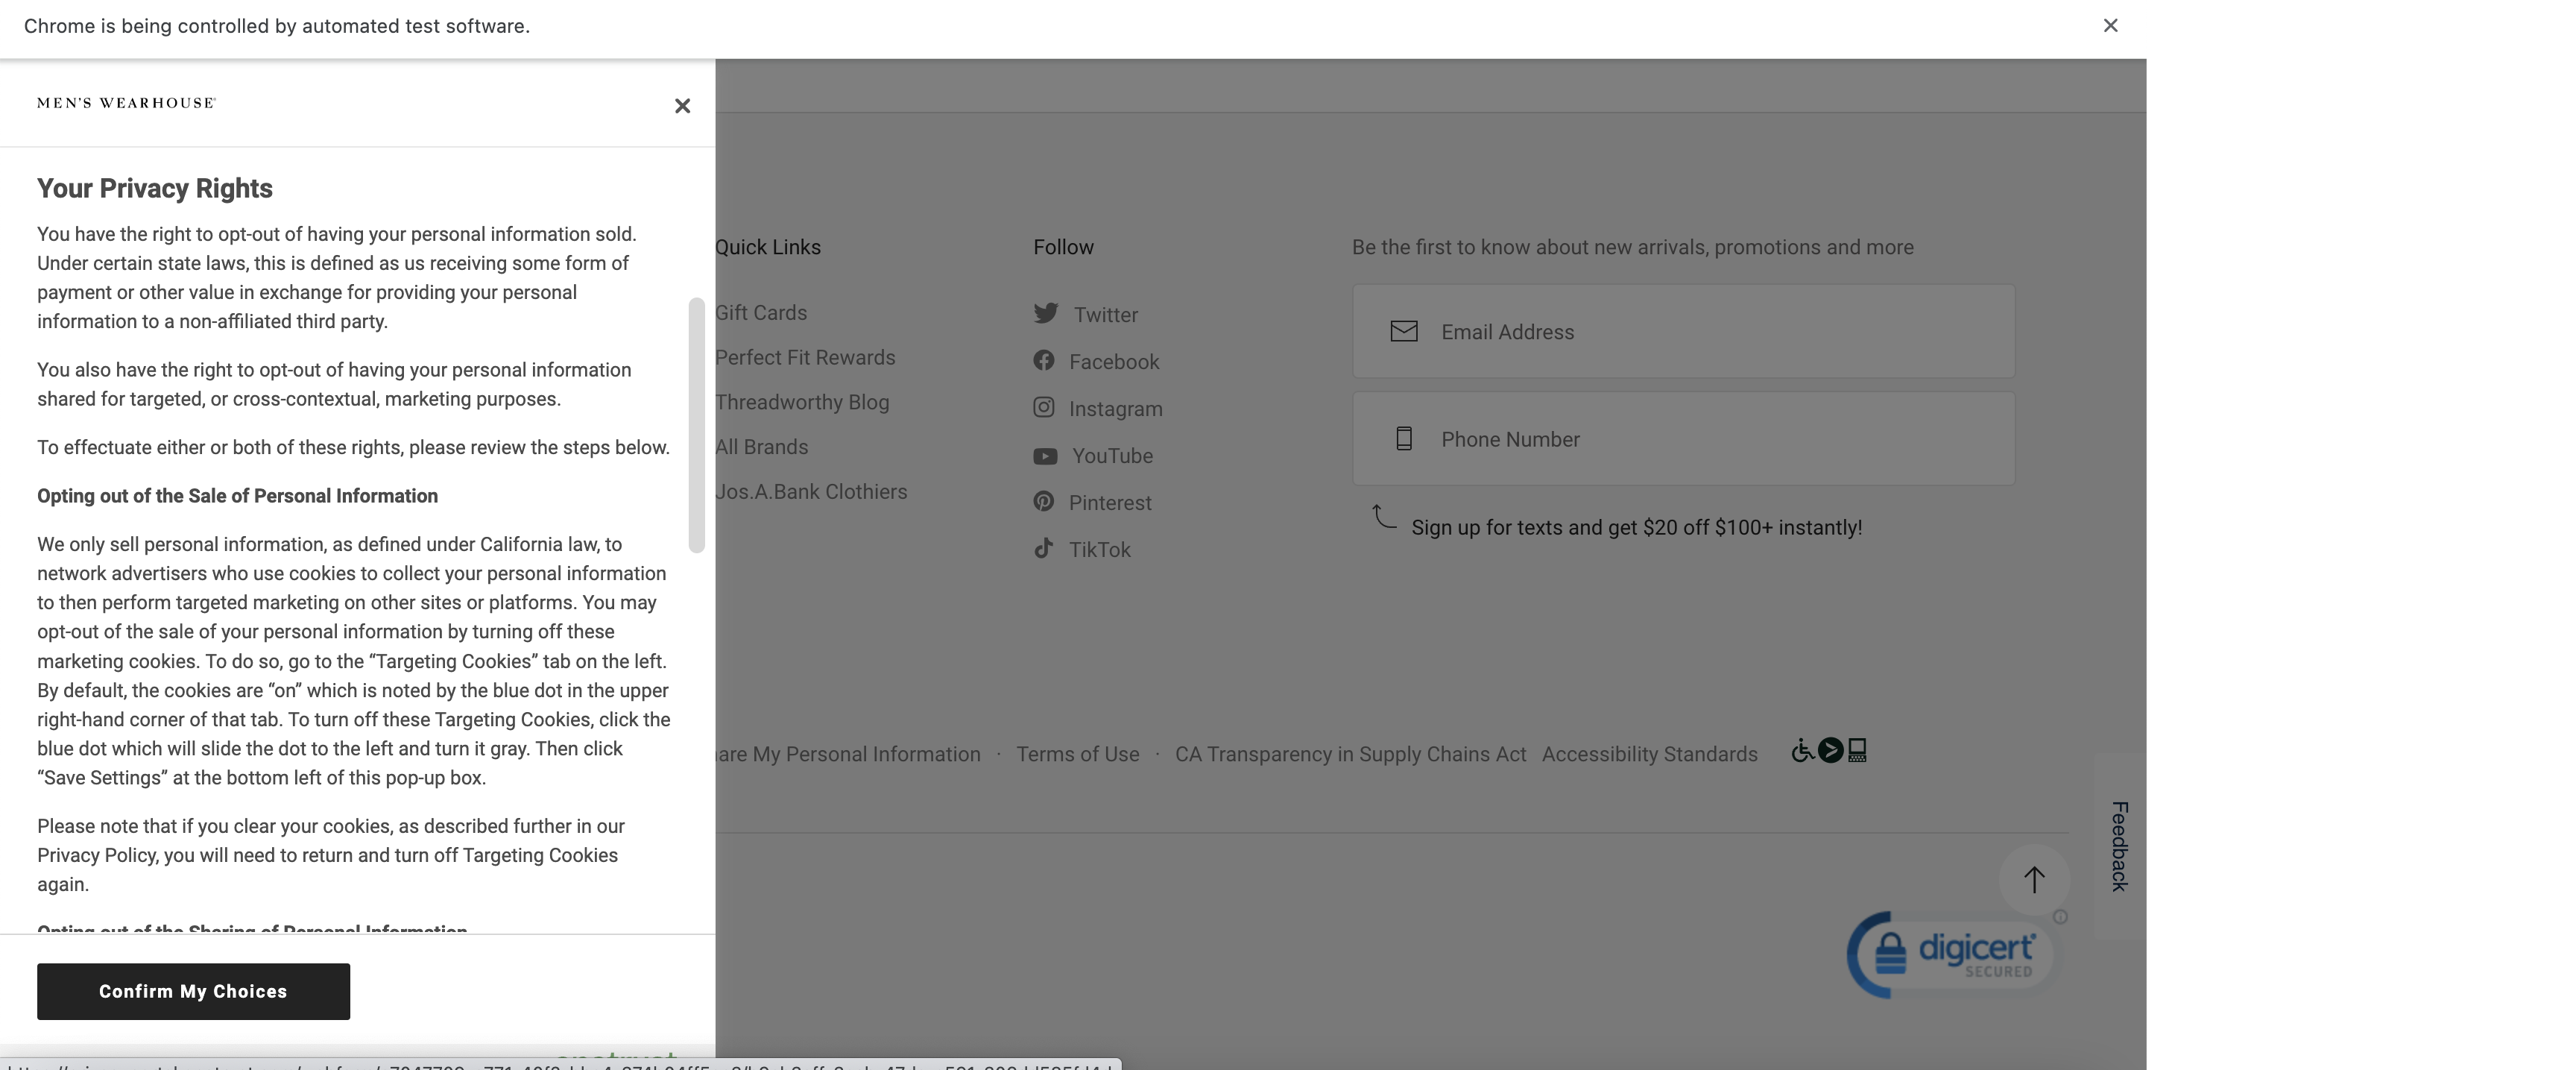 Chrome is being controlled by automated test software.
MEN'S WEARHOUSE®
Your Privacy Rights
You have the right to opt-out of having your personal information sold.
Under certain state laws, this is defined as us receiving some form of
payment or other value in exchange for providing your personal
information to a non-affiliated third party.
You also have the right to opt-out of having your personal information
shared for targeted, or cross-contextual, marketing purposes.
To effectuate either or both of these rights, please review the steps below.
Opting out of the Sale of Personal Information
We only sell personal information, as defined under California law, to
network advertisers who use cookies to collect your personal information
to then perform targeted marketing on other sites or platforms. You may
opt-out of the sale of your personal information by turning off these
marketing cookies. To do so, go to the “Targeting Cookies” tab on the left.
By default, the cookies are “on” which is noted by the blue dot in the upper
right-hand corner of that tab. To turn off these Targeting Cookies, click the
blue dot which will slide the dot to the left and turn it gray. Then click
“Save Settings” at the bottom left of this pop-up box.
Please note that if you clear your cookies, as described further in our
Privacy Policy, you will need to return and turn off Targeting Cookies
again.
Opting out of the Sharing of Personal Information
Confirm My Choices
Quick Links
Gift Cards
Perfect Fit Rewards
Threadworthy Blog
All Brands
Jos.A.Bank Clothiers
Follow
Twitter
Facebook
Instagram
YouTube
Pinterest
TikTok
Be the first to know about new arrivals, promotions and more
Email Address
Phone Number
Sign up for texts and get $20 off $100+ instantly!
My Personal Information · Terms of Use · CA Transparency in Supply Chains Act Accessibility Standards
Feedback
digicert®
SECURED